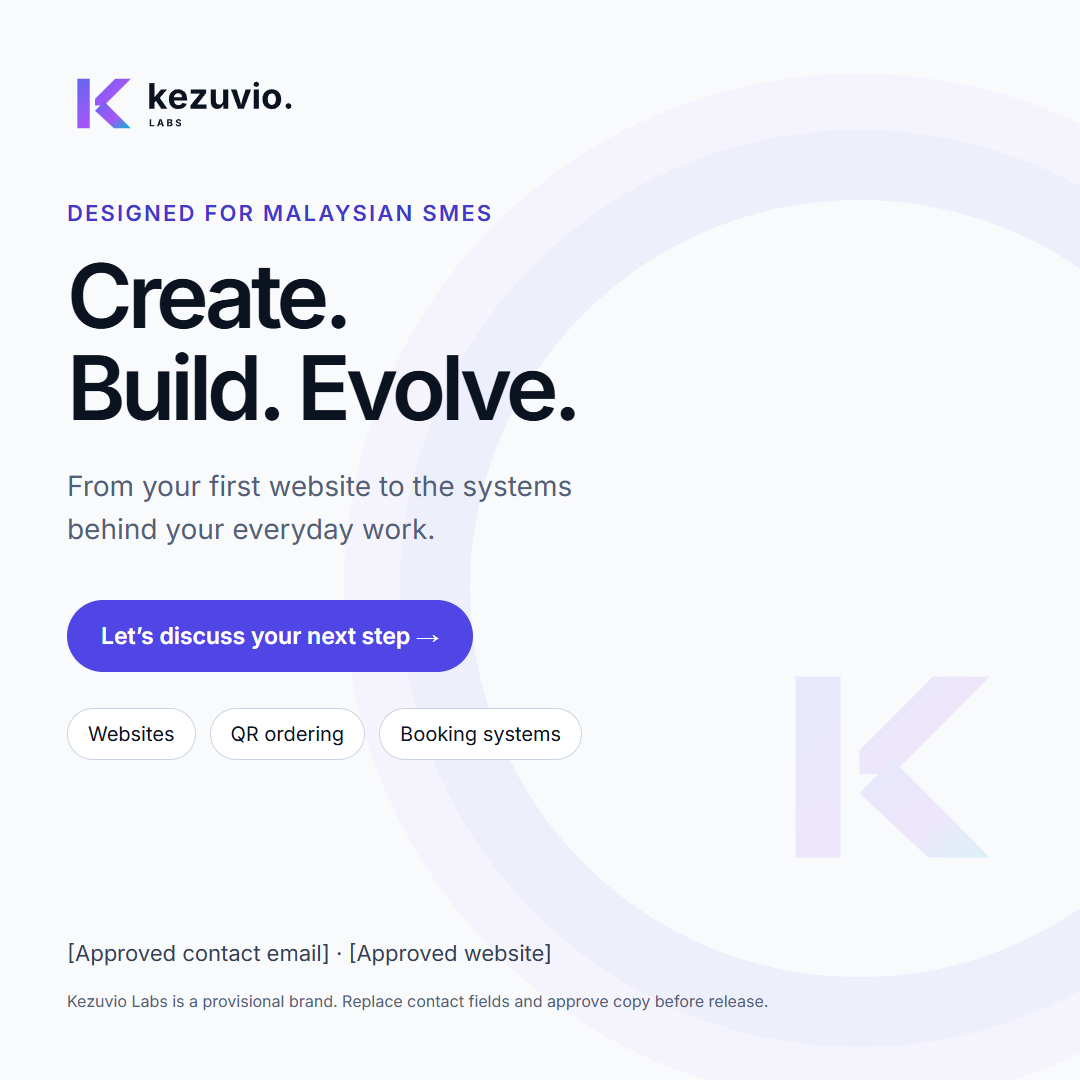 kezuvio.
LABS
DESIGNED FOR MALAYSIAN SMES
Create.
Build. Evolve.
From your first website to the systems
behind your everyday work.
Let’s discuss your next step →
Websites
QR ordering
Booking systems
[Approved contact email] · [Approved website]
Kezuvio Labs is a provisional brand. Replace contact fields and approve copy before release.